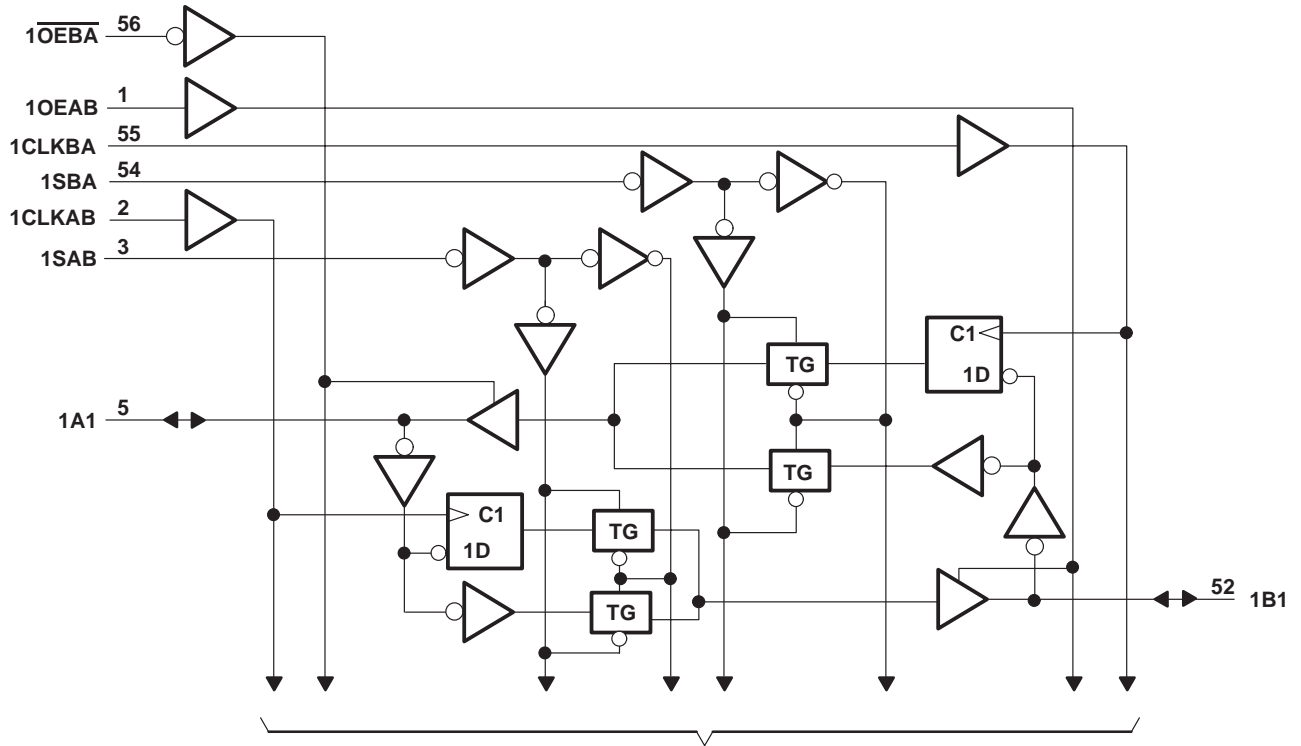 1O̅E̅B̅A̅ 56
1OEAB 1
1CLKBA 55
1SBA 54
1CLKAB 2
1SAB 3
C1
TG
1D
1A1 5
TG
C1
TG
1D
TG
52 1B1